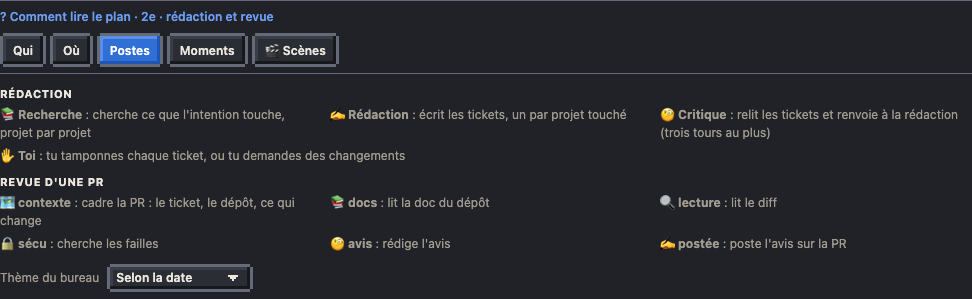 ? Comment lire le plan · 2e · rédaction et revue
Qui
Où
Postes
Moments
🎬 Scènes
RÉDACTION
📚 Recherche : cherche ce que l'intention touche, projet par projet
✍️ Rédaction : écrit les tickets, un par projet touché
🧐 Critique : relit les tickets et renvoie à la rédaction (trois tours au plus)
✋ Toi : tu tamponnes chaque ticket, ou tu demandes des changements
REVUE D'UNE PR
🗺️ contexte : cadre la PR : le ticket, le dépôt, ce qui change
📚 docs : lit la doc du dépôt
🔍 lecture : lit le diff
🔒 sécu : cherche les failles
🧐 avis : rédige l'avis
✍️ postée : poste l'avis sur la PR
Thème du bureau
Selon la date